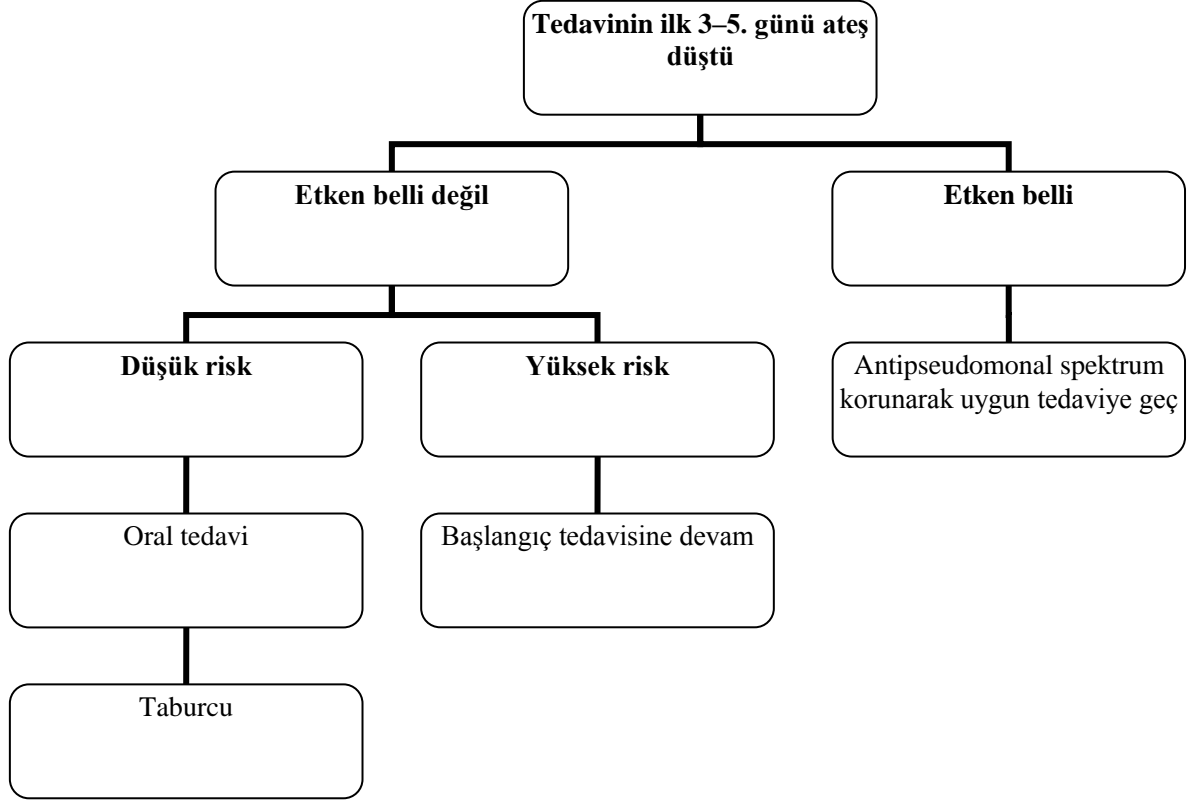 Tedavinin ilk 3–5. günü ateş
düştü
Etken belli değil
Etken belli
Düşük risk
Yüksek risk
Antipseudomonal spektrum
korunarak uygun tedaviye geç
Oral tedavi
Başlangıç tedavisine devam
Taburcu